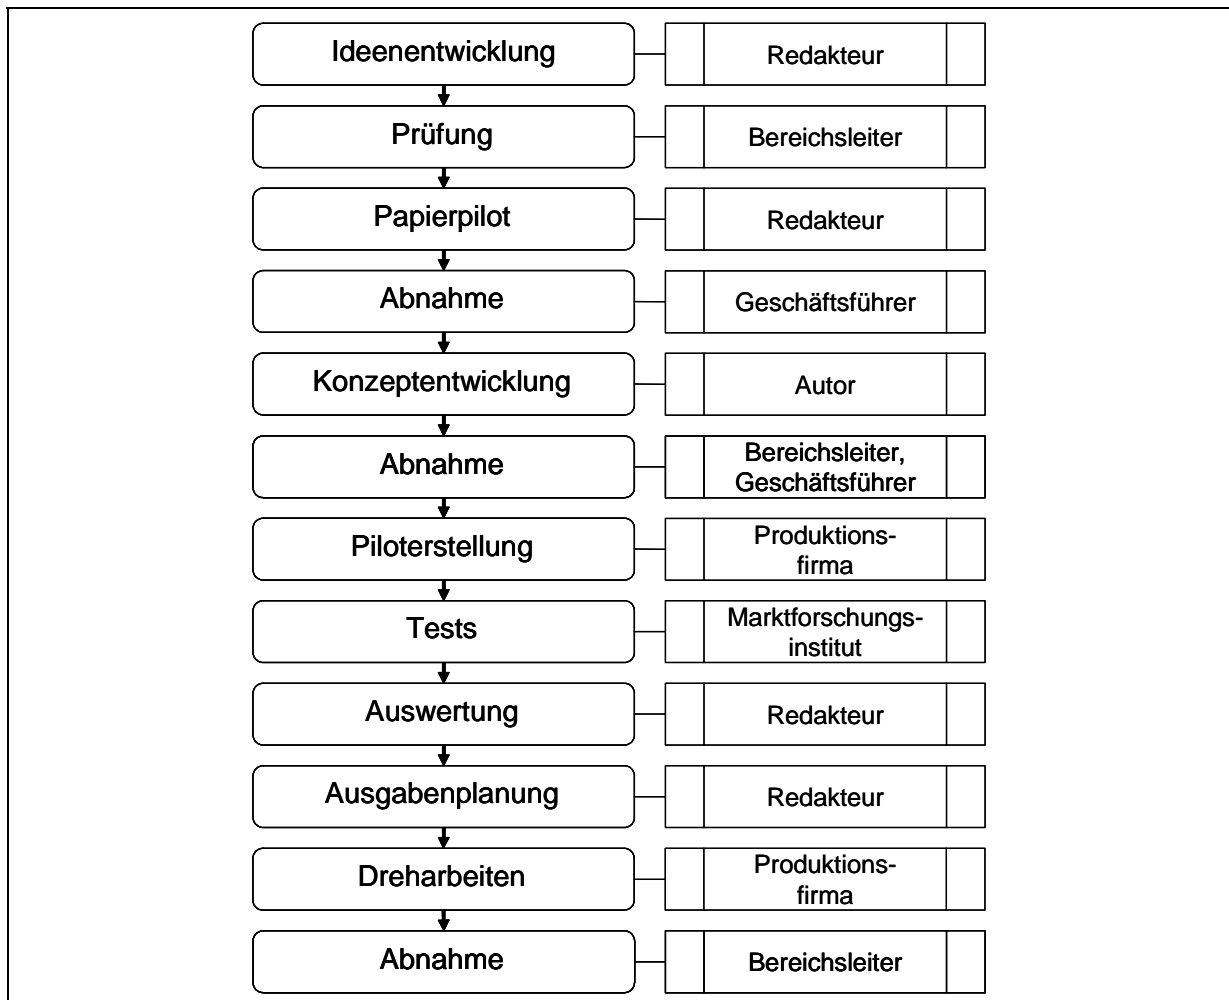 Ideenentwicklung
Redakteur
Prüfung
Bereichsleiter
Papierpilot
Redakteur
Abnahme
Geschäftsführer
Konzeptentwicklung
Autor
Abnahme
Bereichsleiter,
Geschäftsführer
Piloterstellung
Produktions-
firma
Tests
Marktforschungs-
institut
Auswertung
Redakteur
Ausgabenplanung
Redakteur
Dreharbeiten
Produktions-
firma
Abnahme
Bereichsleiter